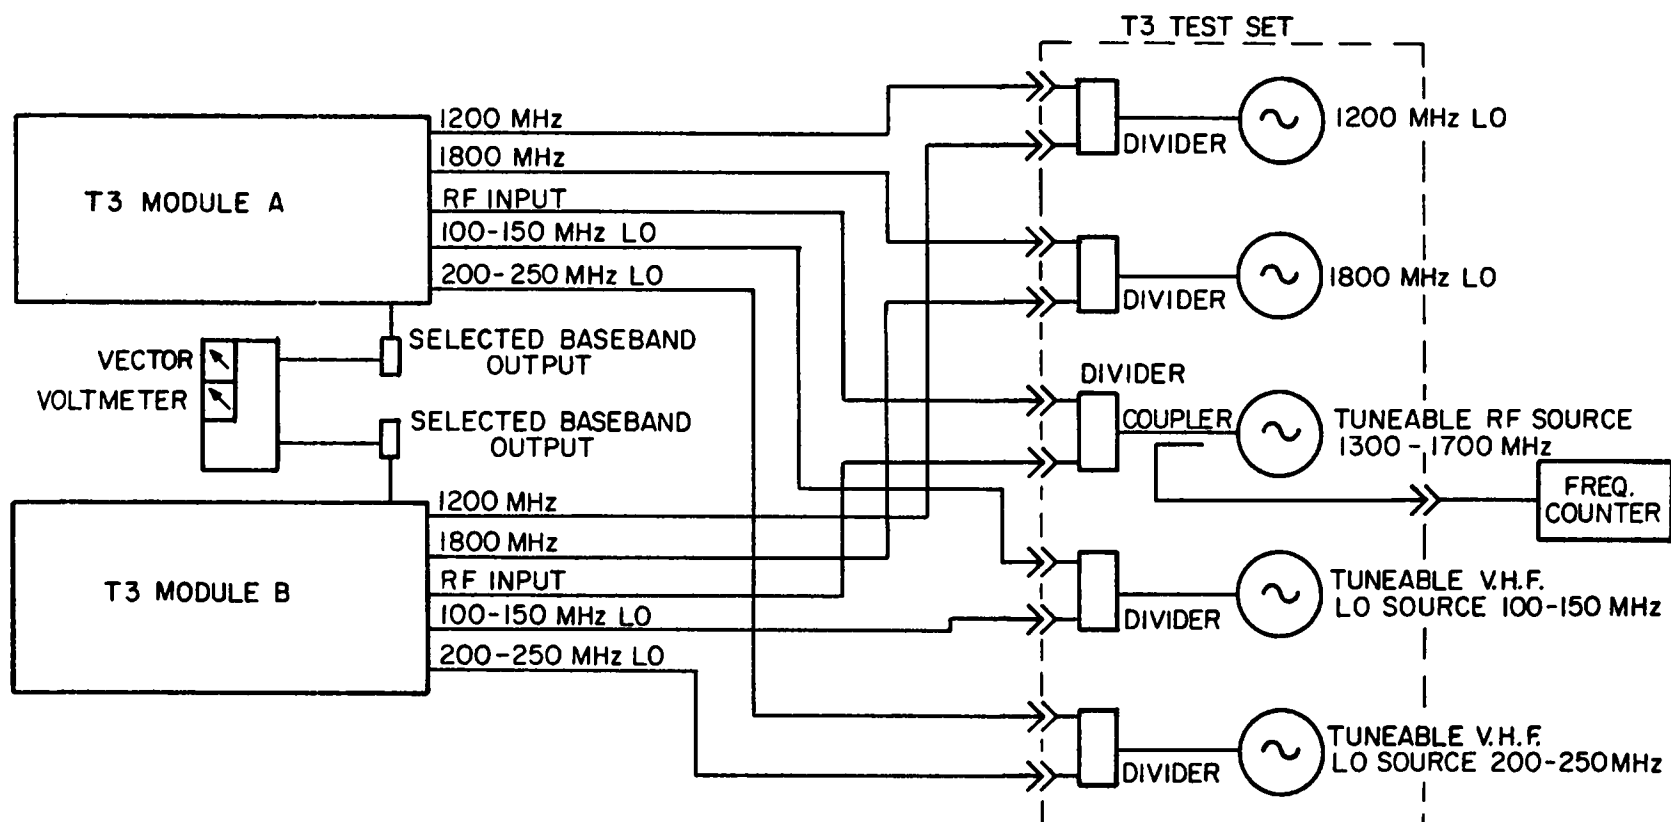 T3 TEST SET
1200 MHz
1800 MHz
RF INPUT
100-150 MHz LO
200-250 MHz LO
T3 MODULE A
SELECTED BASEBAND
OUTPUT
VECTOR
VOLTMETER
SELECTED BASEBAND
OUTPUT
1200 MHz
1800 MHz
RF INPUT
100-150 MHz LO
200-250 MHz LO
T3 MODULE B
DIVIDER
1200 MHz LO
DIVIDER
1800 MHz LO
DIVIDER
COUPLER
TUNEABLE RF SOURCE
1300-1700 MHz
FREQ.
COUNTER
DIVIDER
TUNEABLE V.H.F.
LO SOURCE 100-150 MHz
DIVIDER
TUNEABLE V.H.F.
LO SOURCE 200-250MHz